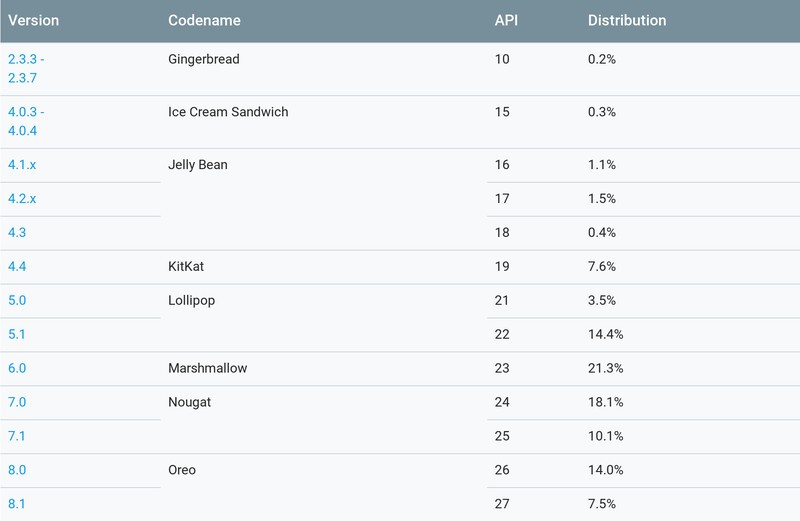 Version Codename API Distribution
2.3.3 - Gingerbread 10 0.2%
2.3.7
4.0.3 - Ice Cream Sandwich 15 0.3%
4.0.4
4.1.x Jelly Bean 16 1.1%
4.2.x 17 1.5%
4.3 18 0.4%
4.4 KitKat 19 7.6%
5.0 Lollipop 21 3.5%
5.1 22 14.4%
6.0 Marshmallow 23 21.3%
7.0 Nougat 24 18.1%
7.1 25 10.1%
8.0 Oreo 26 14.0%
8.1 27 7.5%